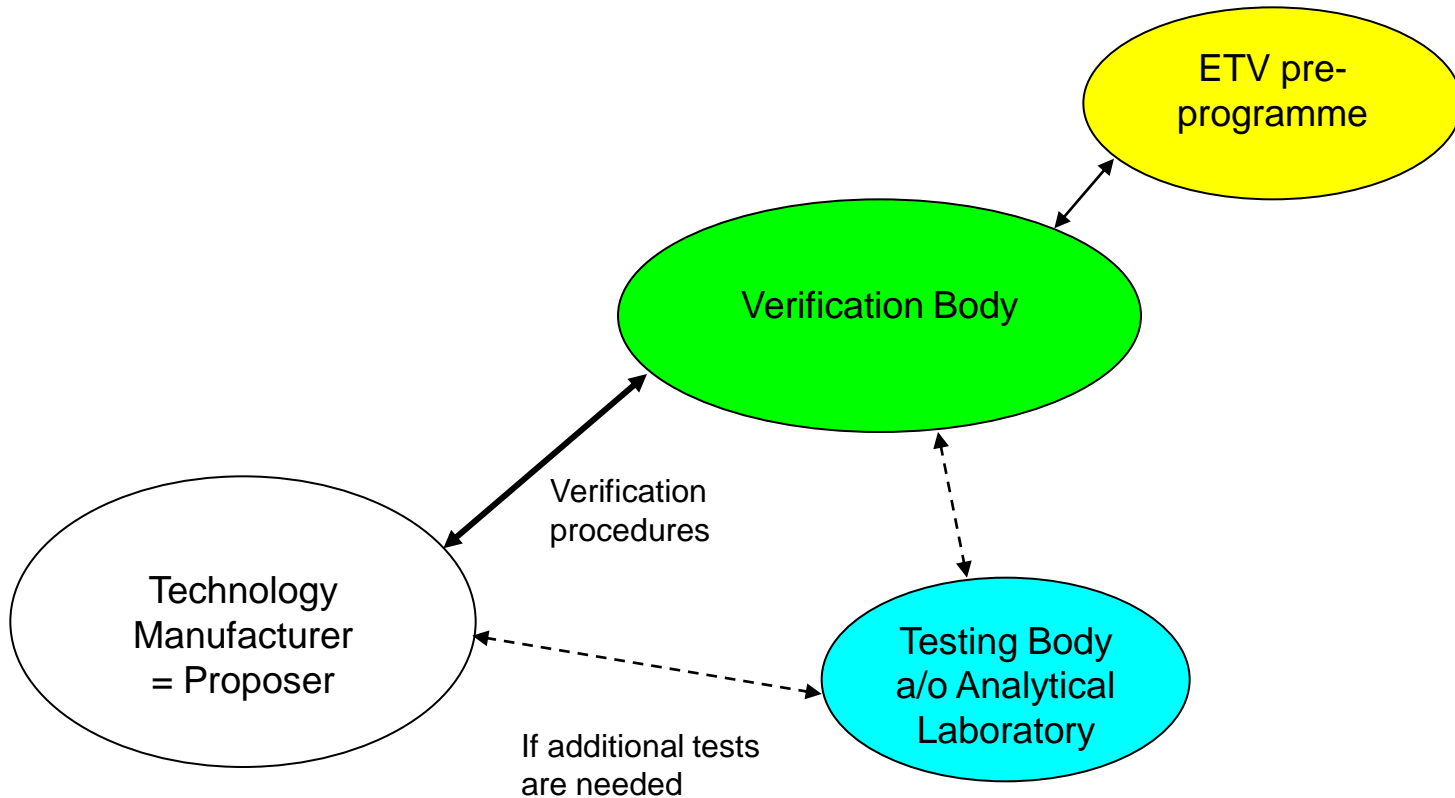 ETV pre-
programme
Verification Body
Verification
procedures
Technology
Manufacturer
= Proposer
Testing Body
a/o Analytical
Laboratory
If additional tests
are needed